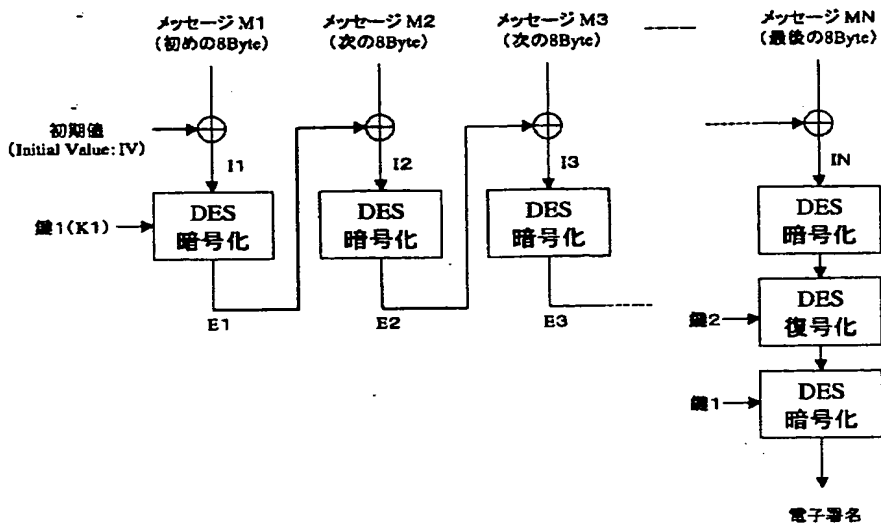 メッセージ M1
(初めの8Byte)
メッセージ M2
(次の8Byte)
メッセージ M3
(次の8Byte)
メッセージ MN
(最後の8Byte)
初期値
(Initial Value: IV)
I1
I2
I3
IN
鍵1(K1)
DES
暗号化
DES
暗号化
DES
暗号化
DES
暗号化
E1
E2
E3
鍵2
DES
復号化
鍵1
DES
暗号化
電子署名